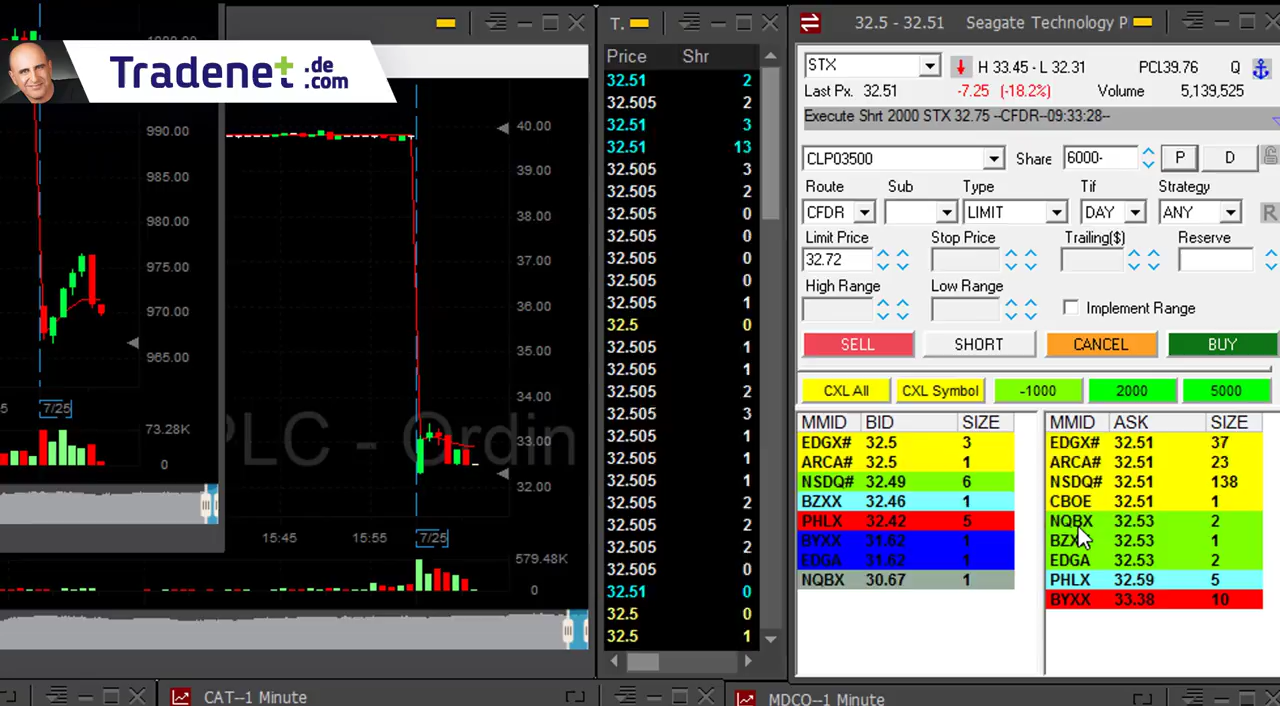 Tradenet .de .com
990.00
985.00
980.00
975.00
970.00
965.00
7/25
73.28K
0
40.00
39.00
38.00
37.00
36.00
35.00
34.00
33.00
32.00
PLC - Ordin
15:45 15:55 7/25
579.48K
0
T.
Price Shr
32.51 2
32.505 2
32.51 3
32.51 13
32.505 3
32.505 2
32.505 0
32.505 0
32.505 0
32.505 0
32.505 1
32.5 0
32.505 1
32.505 1
32.505 2
32.505 3
32.505 1
32.505 1
32.505 1
32.505 2
32.505 2
32.505 2
32.505 0
32.51 0
32.5 0
32.5 1
32.5 - 32.51 Seagate Technology P
STX H 33.45 - L 32.31 PCL39.76 Q
Last Px. 32.51 -7.25 (-18.2%) Volume 5,139,525
Execute Shrt 2000 STX 32.75 --CFDR--09:33:28--
CLP03500 Share 6000- P D
Route Sub Type Tif Strategy
CFDR LIMIT DAY ANY R
Limit Price Stop Price Trailing($) Reserve
32.72
High Range Low Range
Implement Range
SELL SHORT CANCEL BUY
CXL All CXL Symbol -1000 2000 5000
MMID BID SIZE
EDGX# 32.5 3
ARCA# 32.5 1
NSDQ# 32.49 6
BZXX 32.46 1
PHLX 32.42 5
BYXX 31.62 1
EDGA 31.62 1
NQBX 30.67 1
MMID ASK SIZE
EDGX# 32.51 37
ARCA# 32.51 23
NSDQ# 32.51 138
CBOE 32.51 1
NQBX 32.53 2
BZXX 32.53 1
EDGA 32.53 2
PHLX 32.59 5
BYXX 33.38 10
CAT--1 Minute
MDCO--1 Minute